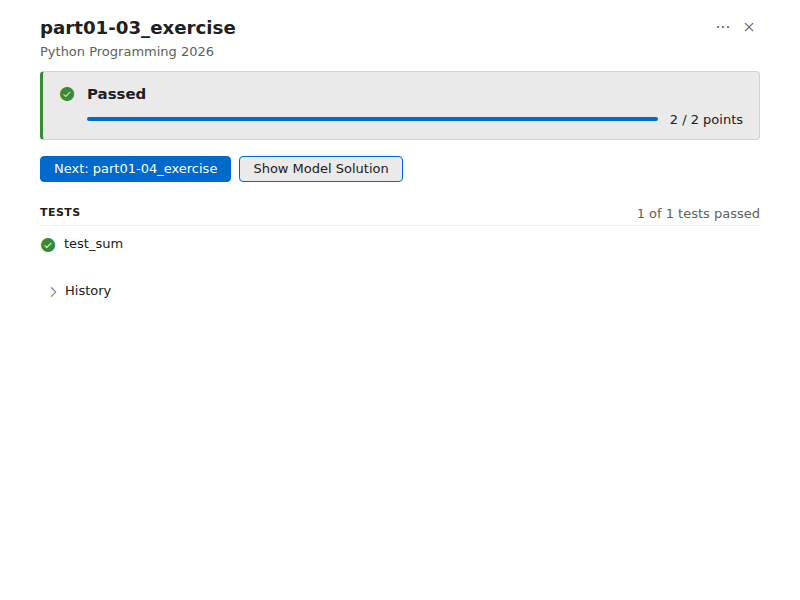 part01-03_exercise
Python Programming 2026
Passed
2 / 2 points
Next: part01-04_exercise
Show Model Solution
TESTS
1 of 1 tests passed
test_sum
History